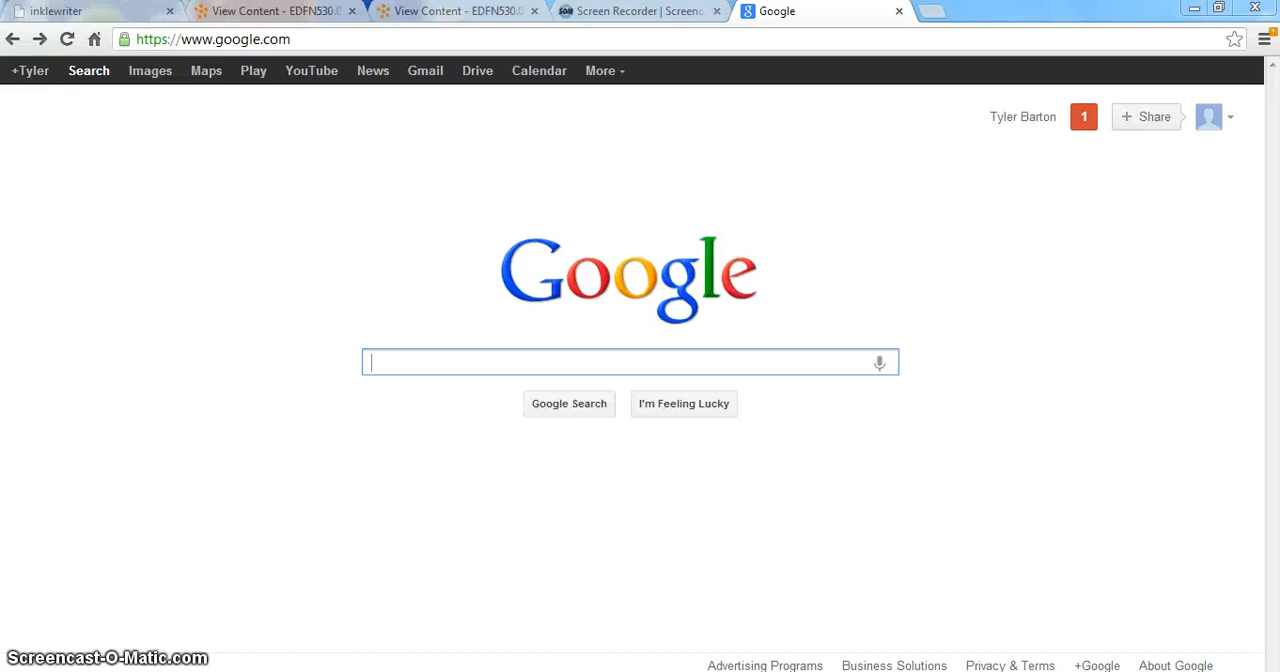 inklewriter
View Content - EDFN530.0
View Content - EDFN530.0
SOM Screen Recorder | Screenc
8 Google
https://www.google.com
+Tyler Search Images Maps Play YouTube News Gmail Drive Calendar More
Tyler Barton 1 + Share
Google
Google Search I'm Feeling Lucky
Screencast-O-Matic.com
Advertising Programs Business Solutions Privacy & Terms +Google About Google